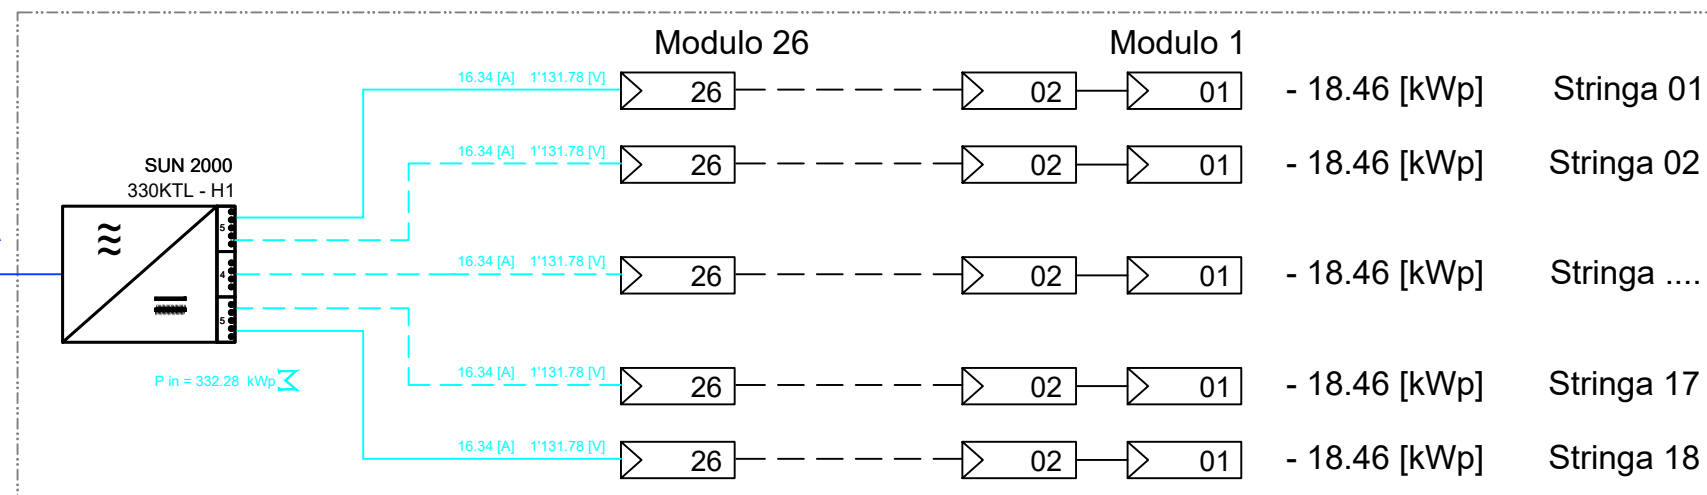 Modulo 26 Modulo 1
16.34 [A] 1'131.78 [V] 26 02 01 - 18.46 [kWp] Stringa 01
16.34 [A] 1'131.78 [V] 26 02 01 - 18.46 [kWp] Stringa 02
SUN 2000
330KTL - H1
5
16.34 [A] 1'131.78 [V] 26 02 01 - 18.46 [kWp] Stringa ....
4
5
16.34 [A] 1'131.78 [V] 26 02 01 - 18.46 [kWp] Stringa 17
P in = 332.28 kWp Σ
16.34 [A] 1'131.78 [V] 26 02 01 - 18.46 [kWp] Stringa 18